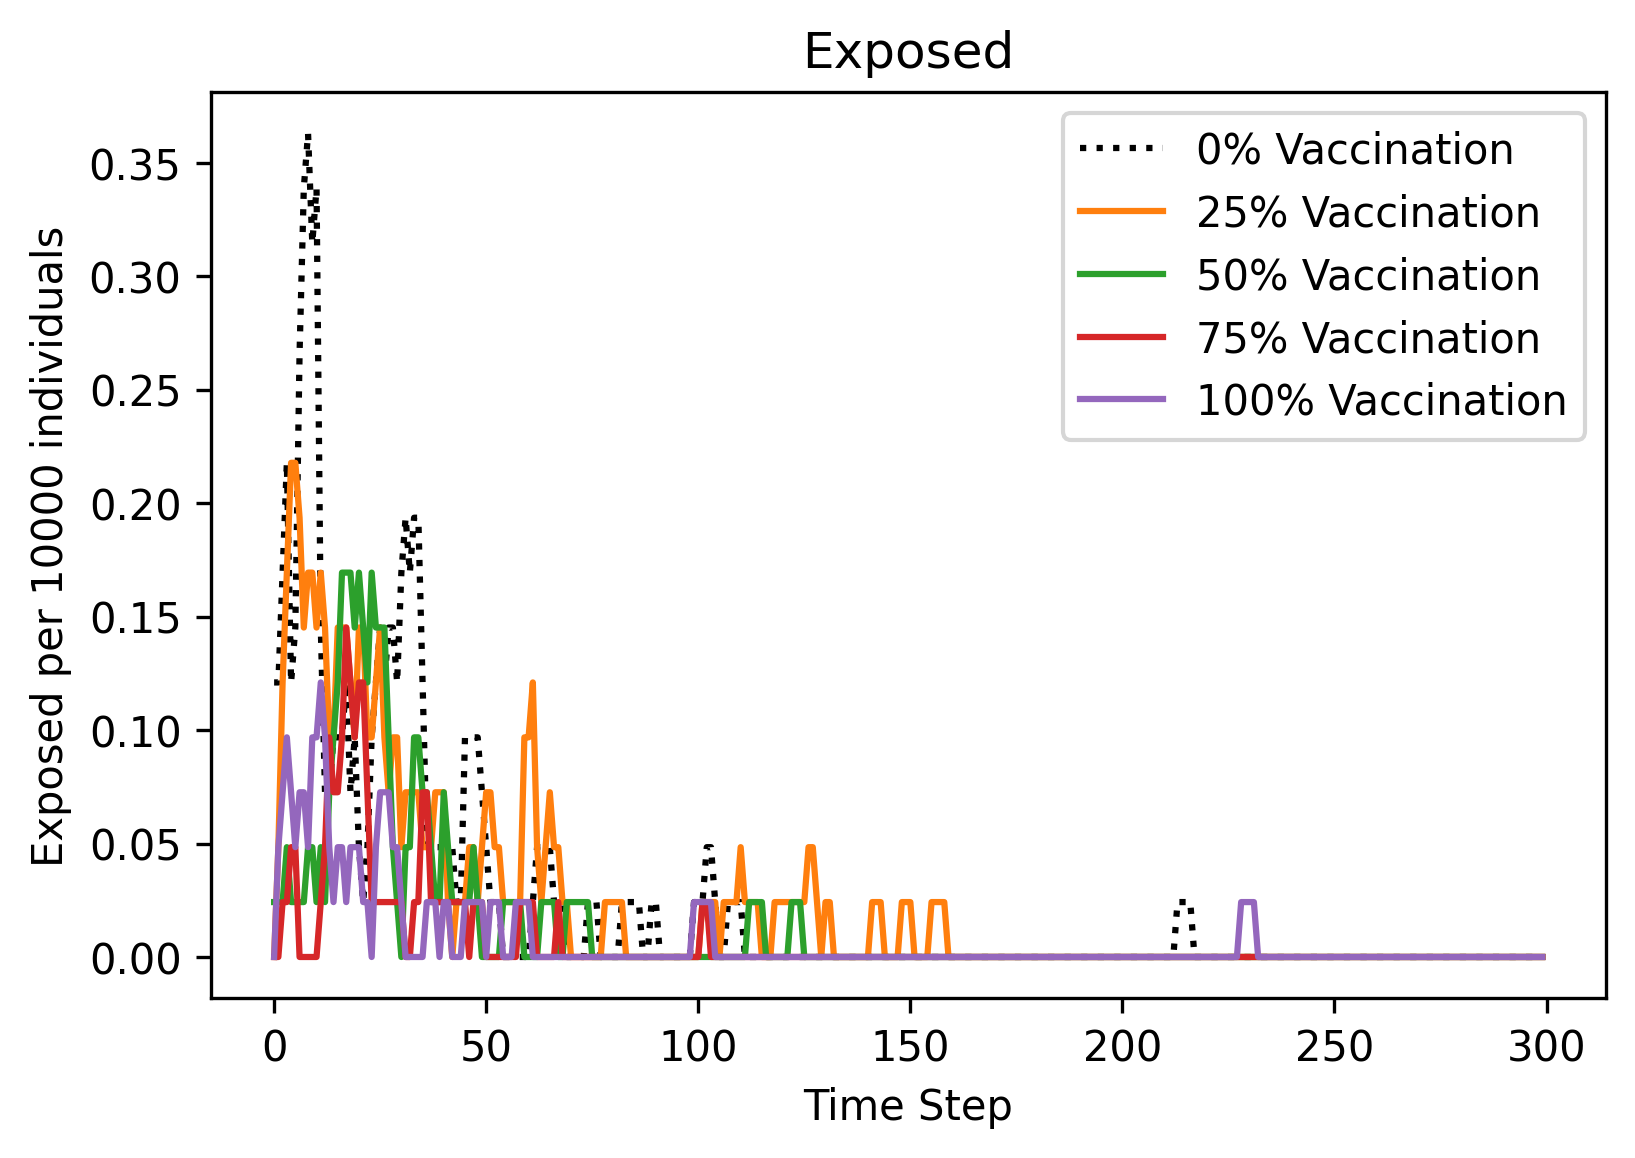 Exposed
0% Vaccination
25% Vaccination
50% Vaccination
75% Vaccination
100% Vaccination
Exposed per 10000 individuals
0.35
0.30
0.25
0.20
0.15
0.10
0.05
0.00
0 50 100 150 200 250 300
Time Step